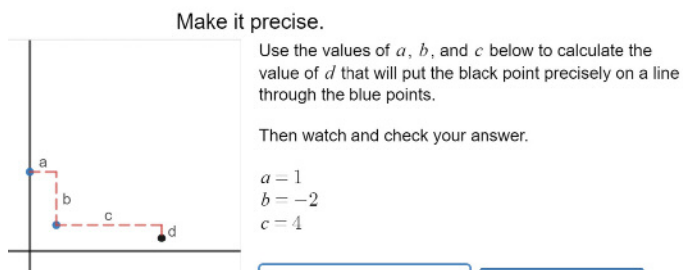 Make it precise.
Use the values of a, b, and c below to calculate the
value of d that will put the black point precisely on a line
through the blue points.
Then watch and check your answer.
a = 1
b = −2
c = 4
a
b
c
d